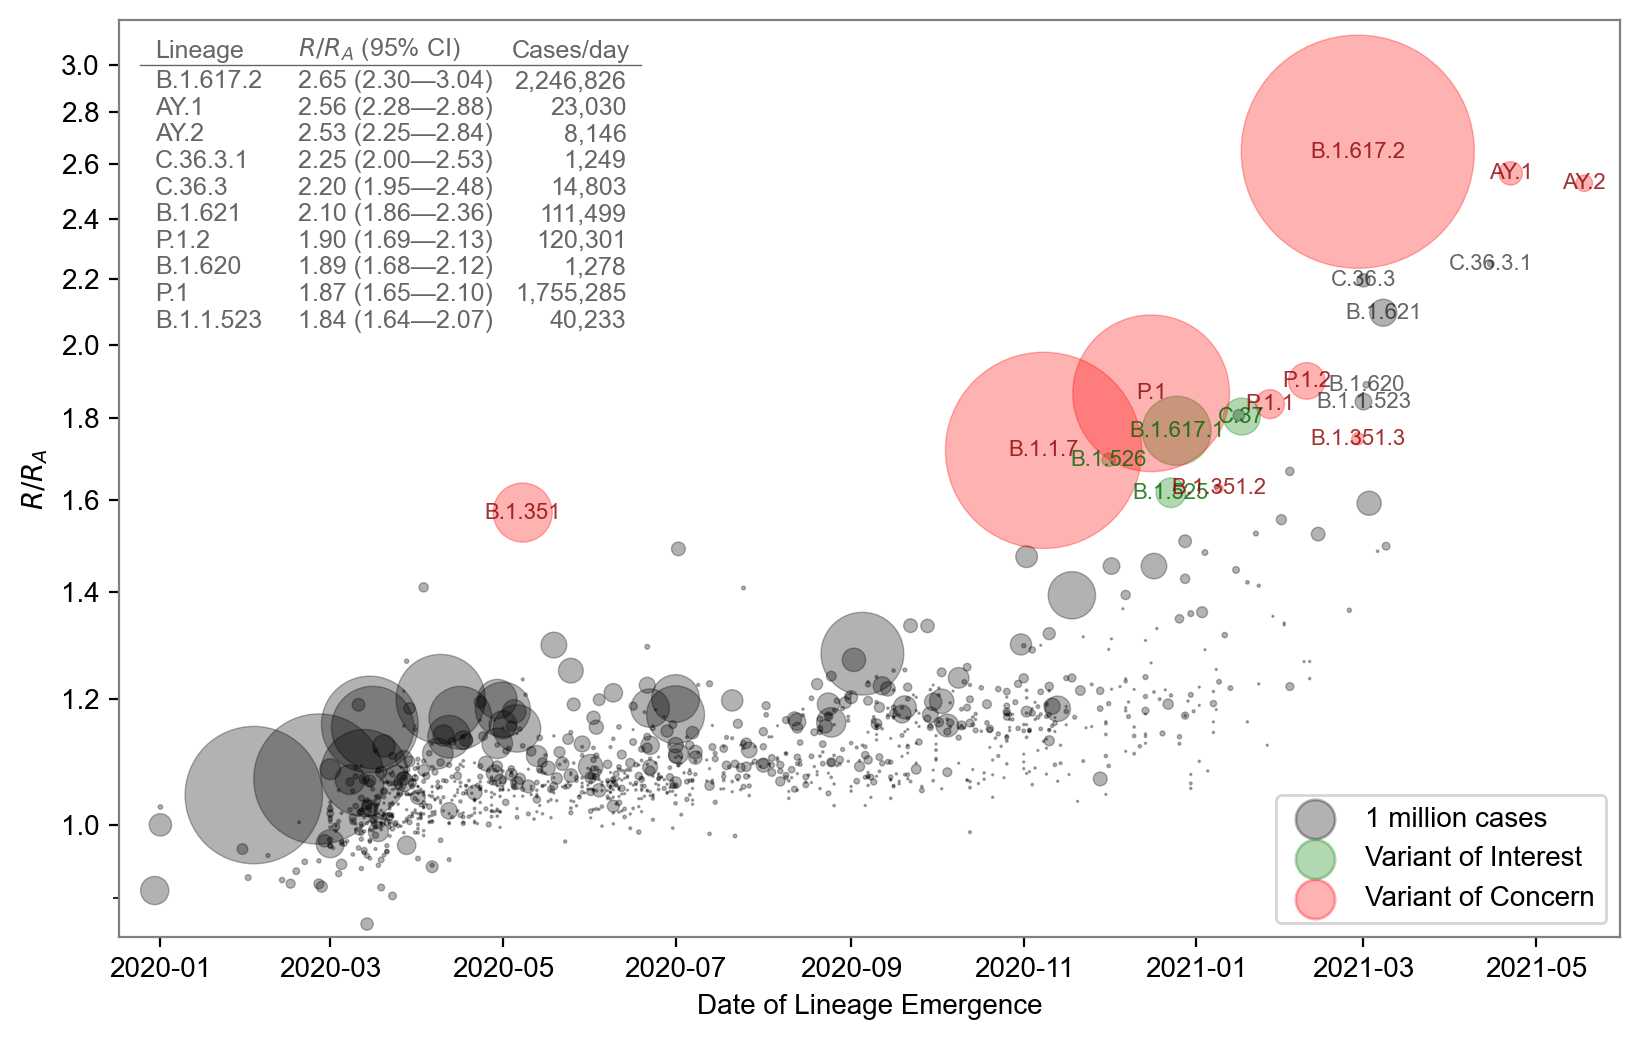 Lineage R/R_A (95% CI) Cases/day
B.1.617.2 2.65 (2.30—3.04) 2,246,826
AY.1 2.56 (2.28—2.88) 23,030
AY.2 2.53 (2.25—2.84) 8,146
C.36.3.1 2.25 (2.00—2.53) 1,249
C.36.3 2.20 (1.95—2.48) 14,803
B.1.621 2.10 (1.86—2.36) 111,499
P.1.2 1.90 (1.69—2.13) 120,301
B.1.620 1.89 (1.68—2.12) 1,278
P.1 1.87 (1.65—2.10) 1,755,285
B.1.1.523 1.84 (1.64—2.07) 40,233
3.0
2.8
2.6
2.4
2.2
2.0
1.8
1.6
1.4
1.2
1.0
R/R_A
B.1.617.2
AY.1
AY.2
C.36.3.1
C.36.3
B.1.621
P.1.2
B.1.620
P.1
P.1.1
B.1.1.523
C.37
B.1.617.1
B.1.351.3
B.1.1.7
B.1.526
B.1.525
B.1.351.2
B.1.351
1 million cases
Variant of Interest
Variant of Concern
2020-01 2020-03 2020-05 2020-07 2020-09 2020-11 2021-01 2021-03 2021-05
Date of Lineage Emergence